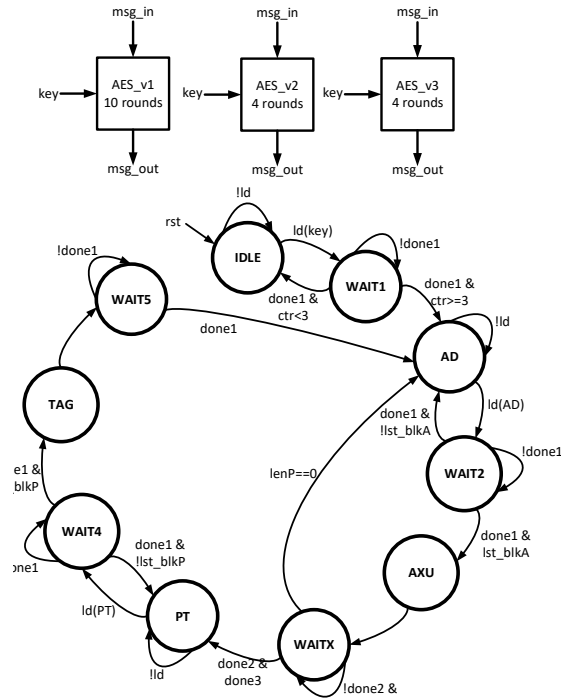 msg_in
msg_in
msg_in
key
AES_v1
10 rounds
key
AES_v2
4 rounds
key
AES_v3
4 rounds
msg_out
msg_out
msg_out
!ld
rst
ld(key)
IDLE
!done1
WAIT1
done1 &
ctr<3
done1 &
ctr>=3
!ld
AD
!done1
WAIT5
done1
ld(AD)
done1 &
!lst_blkA
TAG
!done1
WAIT2
lenP==0
e1 &
_blkP
done1 &
lst_blkA
WAIT4
one1
done1 &
!lst_blkP
AXU
ld(PT)
PT
WAITX
!ld
done2 &
done3
!done2 &